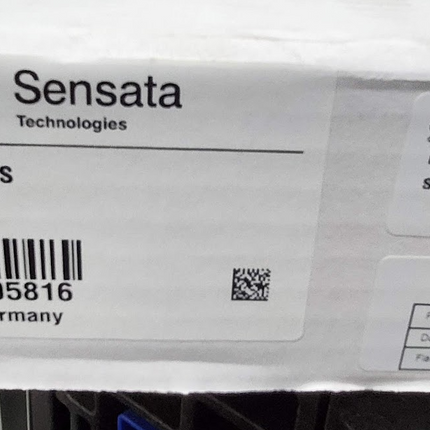 Sensata
Technologies
s
05816
rmany
S